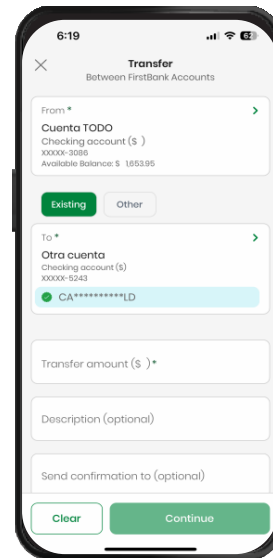 6:19
Transfer
Between FirstBank Accounts
From *
Cuenta TODO
Checking account ($ )
XXXXX-3086
Available Balance: $ 1,653.95
Existing
Other
To *
Otra cuenta
Checking account ($)
XXXXX-5243
CA**********LD
Transfer amount ($ )*
Description (optional)
Send confirmation to (optional)
Clear
Continue